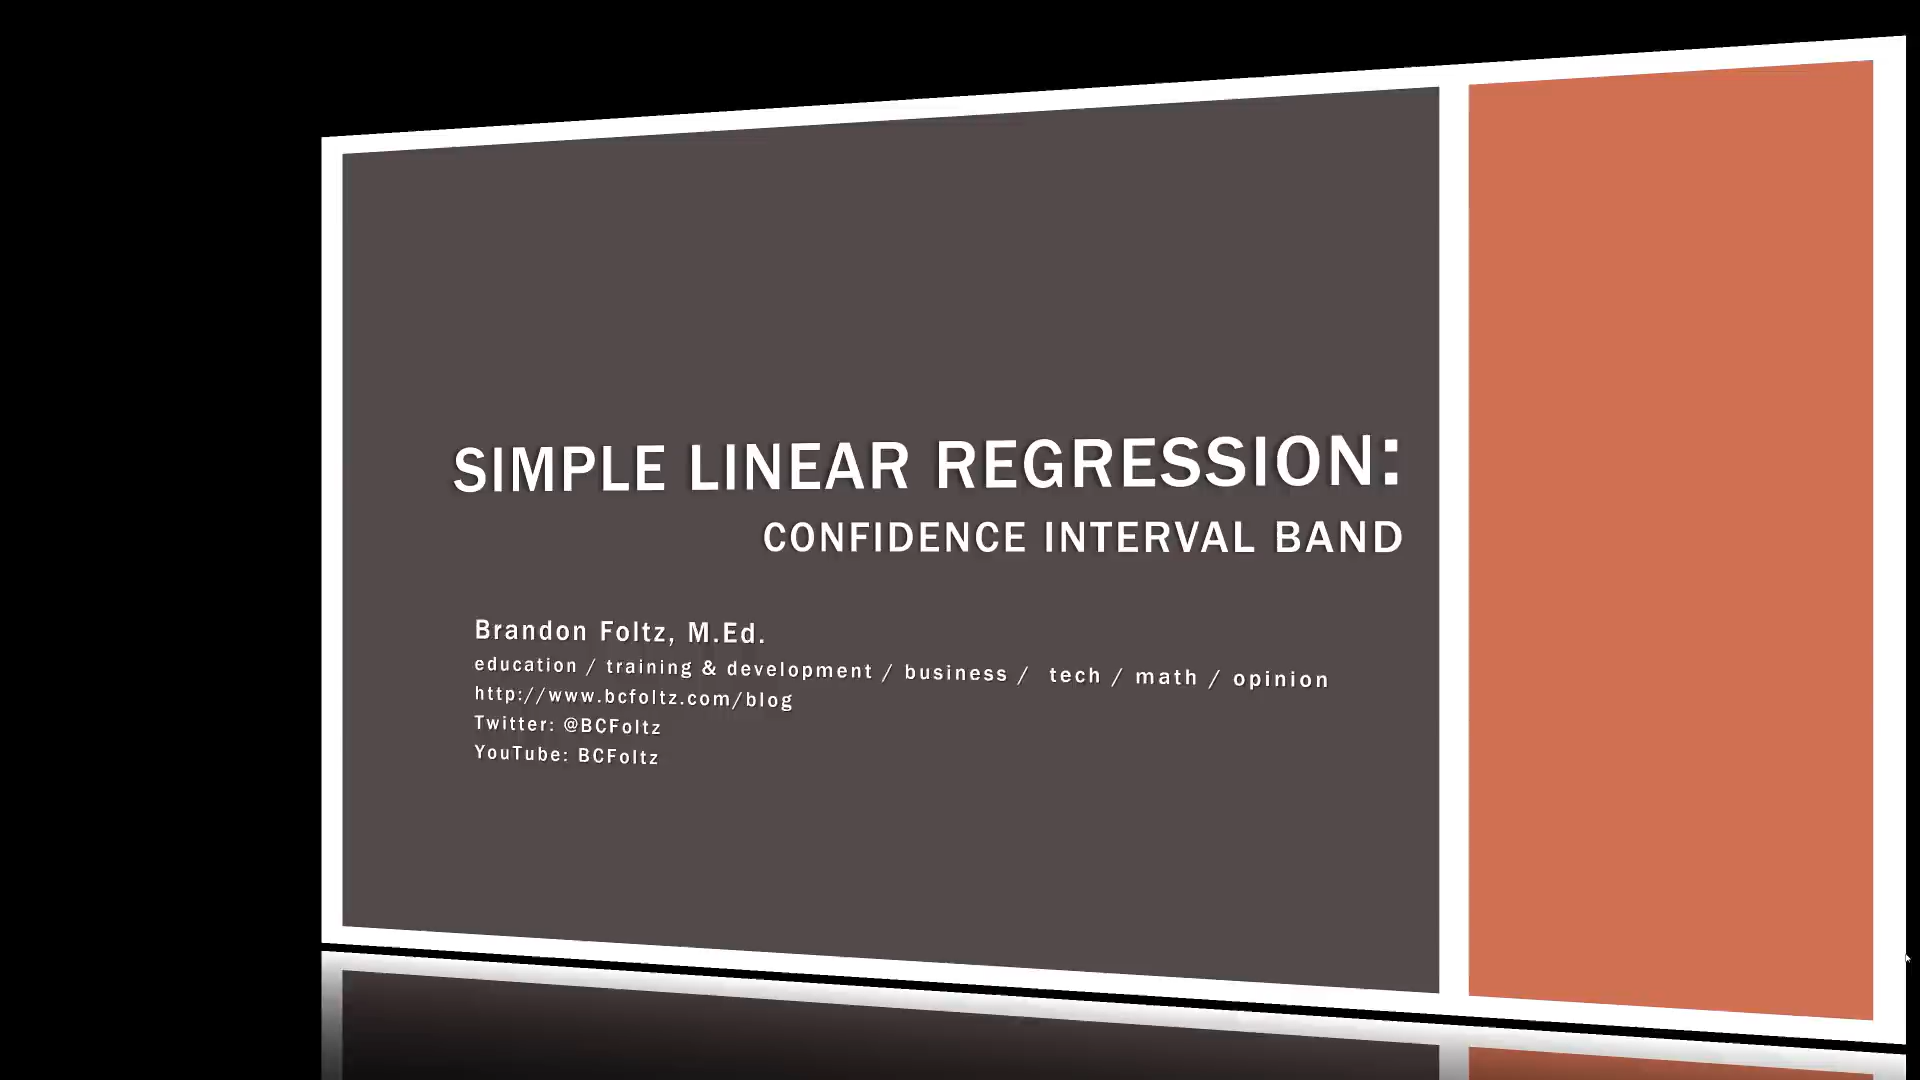 SIMPLE LINEAR REGRESSION:
CONFIDENCE INTERVAL BAND
Brandon Foltz, M.Ed.
education / training & development / business / tech / math / opinion
http://www.bcfoltz.com/blog
Twitter: @BCFoltz
YouTube: BCFoltz